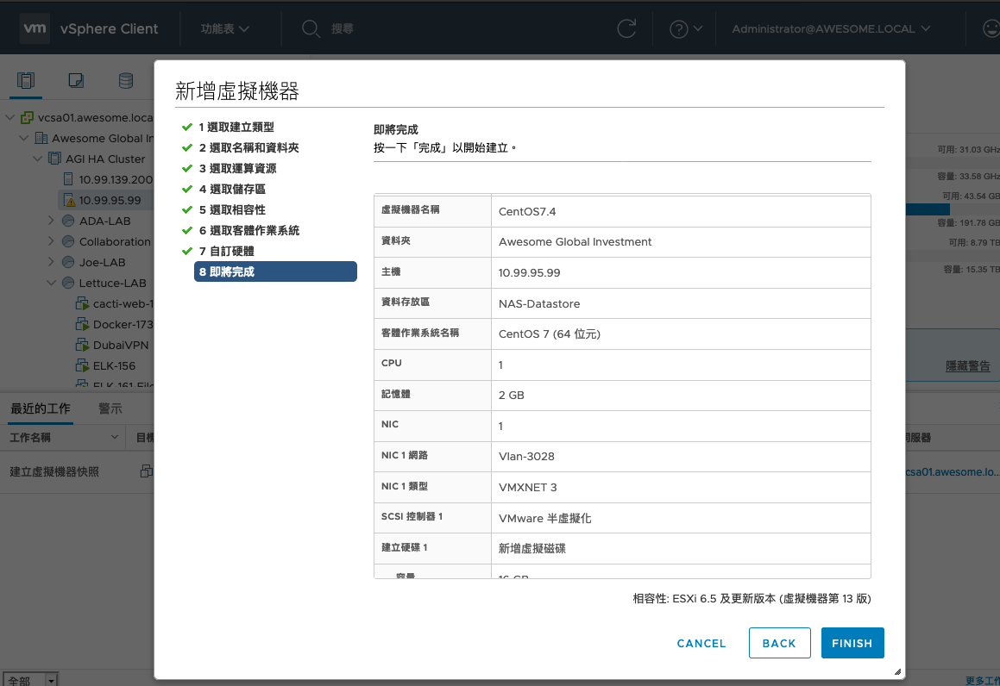 vm vSphere Client 功能表 搜尋 Administrator@AWESOME.LOCAL
vcsa01.awesome.loca
Awesome Global In
AGI HA Cluster
10.99.139.200
10.99.95.99
ADA-LAB
Collaboration
Joe-LAB
Lettuce-LAB
cacti-web-1
Docker-173
DubaiVPN
ELK-156
ELK-161-File
新增虛擬機器
1 選取建立類型
2 選取名稱和資料夾
3 選取運算資源
4 選取儲存區
5 選取相容性
6 選取客體作業系統
7 自訂硬體
8 即將完成
即將完成
按一下「完成」以開始建立。
虛擬機器名稱 CentOS7.4
資料夾 Awesome Global Investment
主機 10.99.95.99
資料存放區 NAS-Datastore
客體作業系統名稱 CentOS 7 (64 位元)
CPU 1
記憶體 2 GB
NIC 1
NIC 1 網路 Vlan-3028
NIC 1 類型 VMXNET 3
SCSI 控制器 1 VMware 半虛擬化
建立硬碟 1 新增虛擬磁碟
容量 16 GB
相容性: ESXi 6.5 及更新版本 (虛擬機器第 13 版)
CANCEL BACK FINISH
可用: 31.03 GHz
容量: 33.58 GHz
可用: 43.54 GB
容量: 191.78 GB
可用: 8.79 TB
容量: 15.35 TB
隱藏警告
最近的工作 警示
工作名稱 目標 伺服器
建立虛擬機器快照 vcsa01.awesome.lo...
全部 更多工作